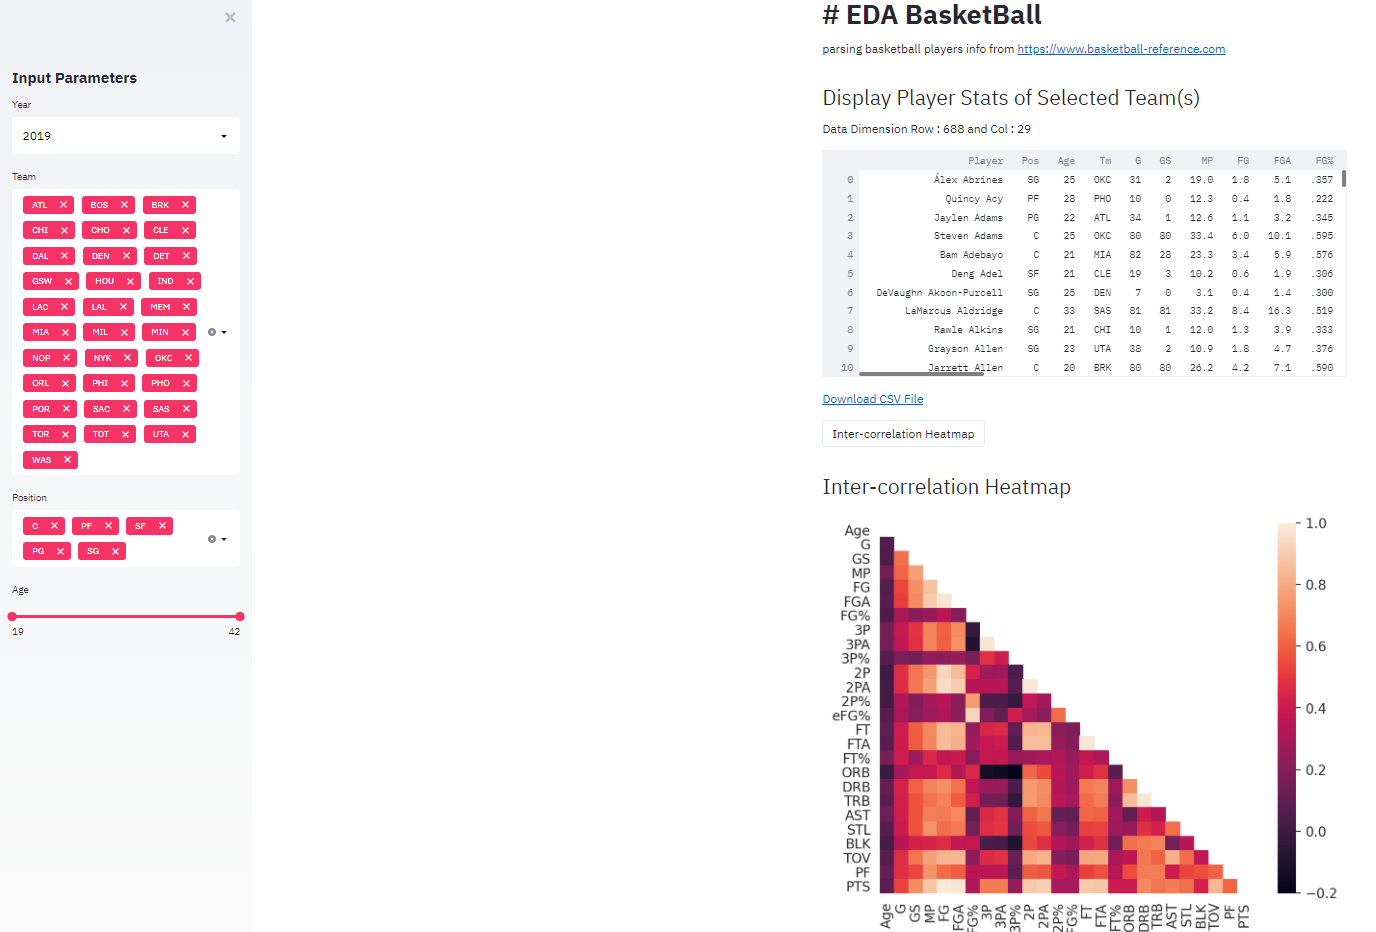 ×
Input Parameters
Year
2019
Team
ATL × BOS × BRK ×
CHI × CHO × CLE ×
DAL × DEN × DET ×
GSW × HOU × IND ×
LAC × LAL × MEM ×
MIA × MIL × MIN ×
NOP × NYK × OKC ×
ORL × PHI × PHO ×
POR × SAC × SAS ×
TOR × TOT × UTA ×
WAS ×
Position
C × PF × SF ×
PG × SG ×
Age
19 42
# EDA BasketBall
parsing basketball players info from https://www.basketball-reference.com
Display Player Stats of Selected Team(s)
Data Dimension Row : 688 and Col : 29
Player Pos Age Tm G GS MP FG FGA FG%
0 Álex Abrines SG 25 OKC 31 2 19.0 1.8 5.1 .357
1 Quincy Acy PF 28 PHO 10 0 12.3 0.4 1.8 .222
2 Jaylen Adams PG 22 ATL 34 1 12.6 1.1 3.2 .345
3 Steven Adams C 25 OKC 80 80 33.4 6.0 10.1 .595
4 Bam Adebayo C 21 MIA 82 28 23.3 3.4 5.9 .576
5 Deng Adel SF 21 CLE 19 3 10.2 0.6 1.9 .306
6 DeVaughn Akoon-Purcell SG 25 DEN 7 0 3.1 0.4 1.4 .300
7 LaMarcus Aldridge C 33 SAS 81 81 33.2 8.4 16.3 .519
8 Rawle Alkins SG 21 CHI 10 1 12.0 1.3 3.9 .333
9 Grayson Allen SG 23 UTA 38 2 10.9 1.8 4.7 .376
10 Jarrett Allen C 20 BRK 80 80 26.2 4.2 7.1 .590
Download CSV File
Inter-correlation Heatmap
Inter-correlation Heatmap
Age
G
GS
MP
FG
FGA
FG%
3P
3PA
3P%
2P
2PA
2P%
eFG%
FT
FTA
FT%
ORB
DRB
TRB
AST
STL
BLK
TOV
PF
PTS
Age G GS MP FG FGA FG% 3P 3PA 3P% 2P 2PA 2P% FG% FT FTA FT% ORB DRB TRB AST STL BLK TOV PF PTS
1.0
0.8
0.6
0.4
0.2
0.0
−0.2